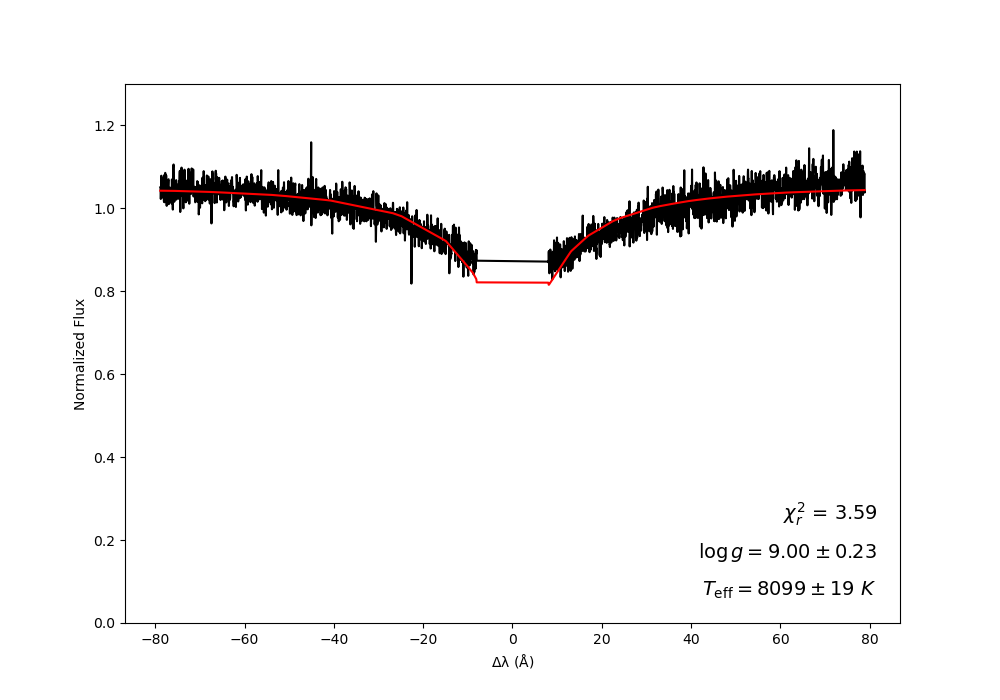 1.2
1.0
0.8
0.6
0.4
0.2
0.0
Normalized Flux
χ²ᵣ = 3.59
log g = 9.00 ± 0.23
T_eff = 8099 ± 19 K
−80 −60 −40 −20 0 20 40 60 80
Δλ (Å)